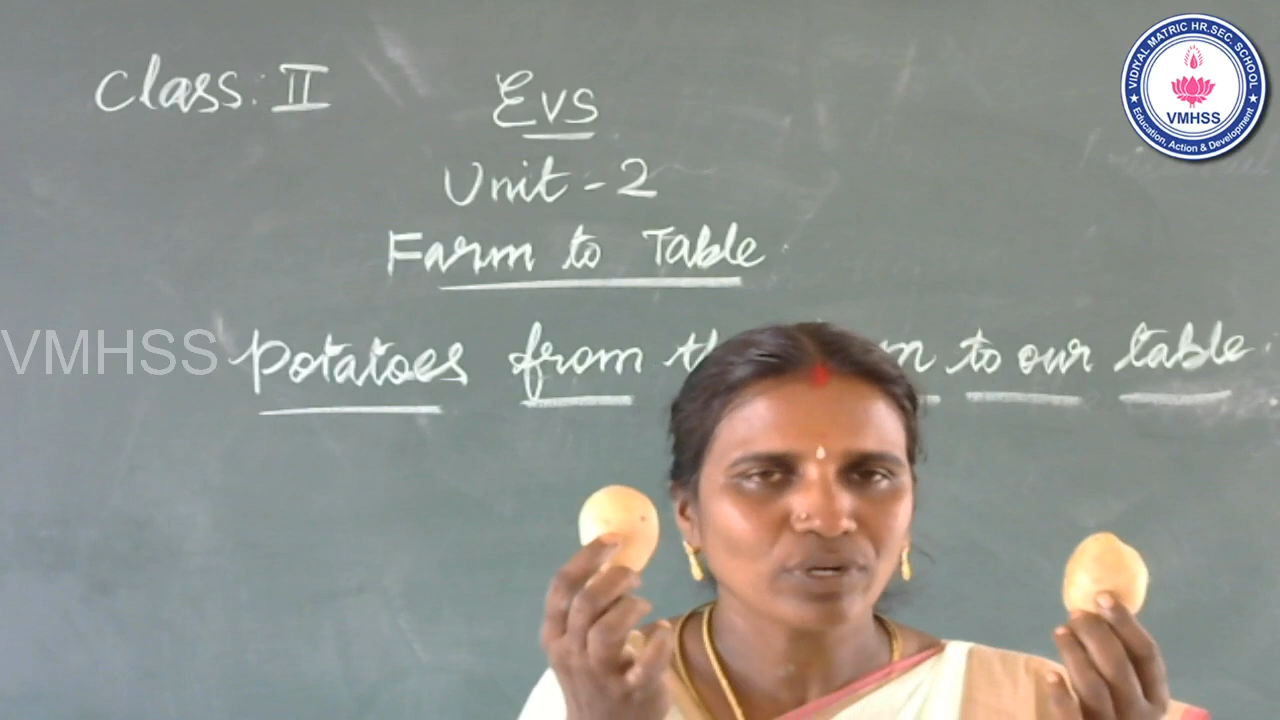 Class: II
Evs
Unit - 2
Farm to Table
Potatoes from to our table.
VMHSS
VIDIYAL MATRIC HR.SEC. SCHOOL
VMHSS
Education, Action & Development